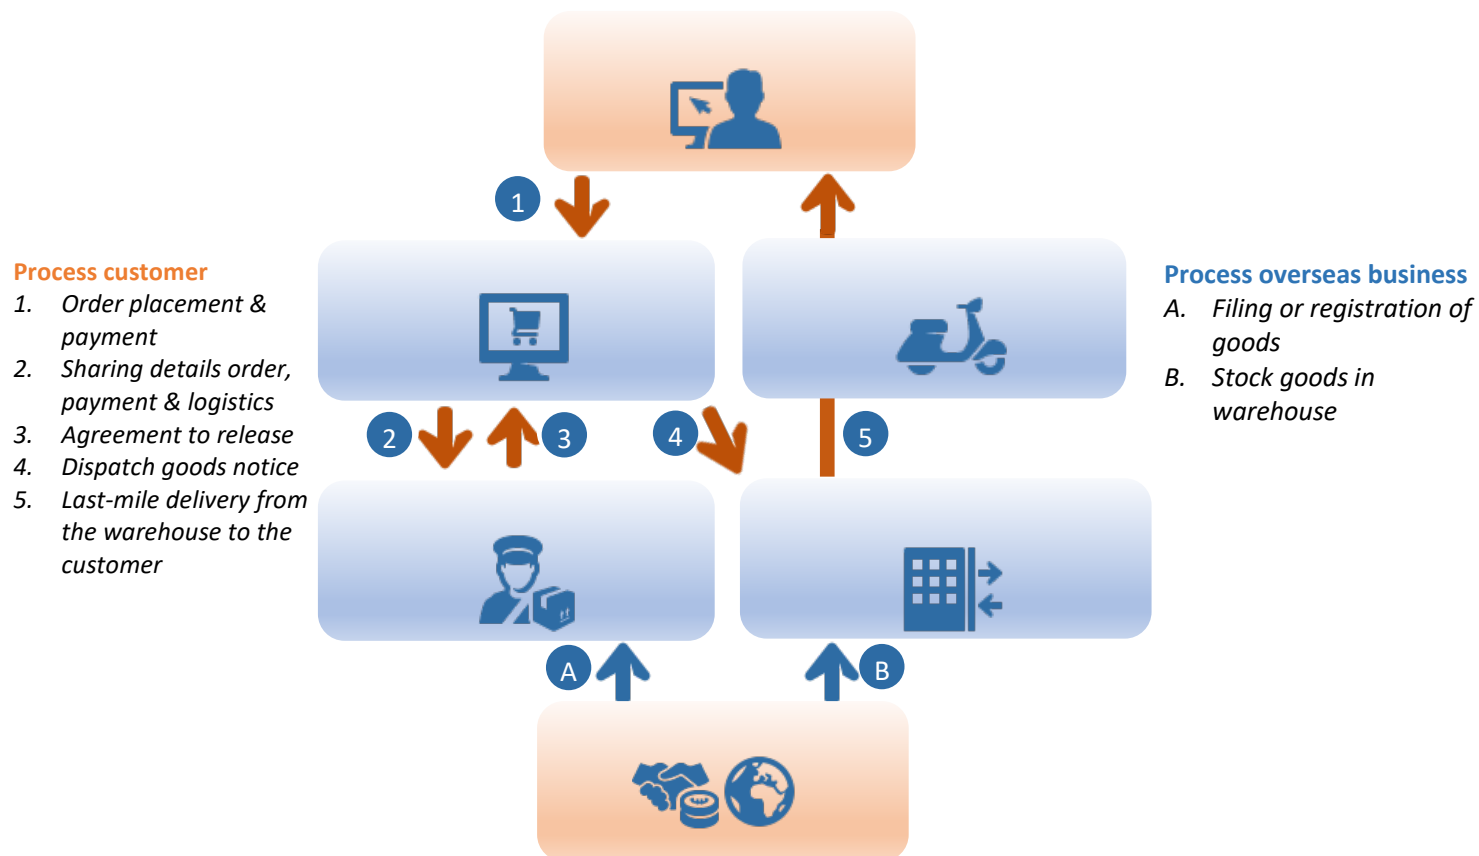 1
Process customer
1. Order placement &
payment
2. Sharing details order,
payment & logistics
3. Agreement to release
4. Dispatch goods notice
5. Last-mile delivery from
the warehouse to the
customer
Process overseas business
A. Filing or registration of
goods
B. Stock goods in
warehouse
2
3
4
5
A
B